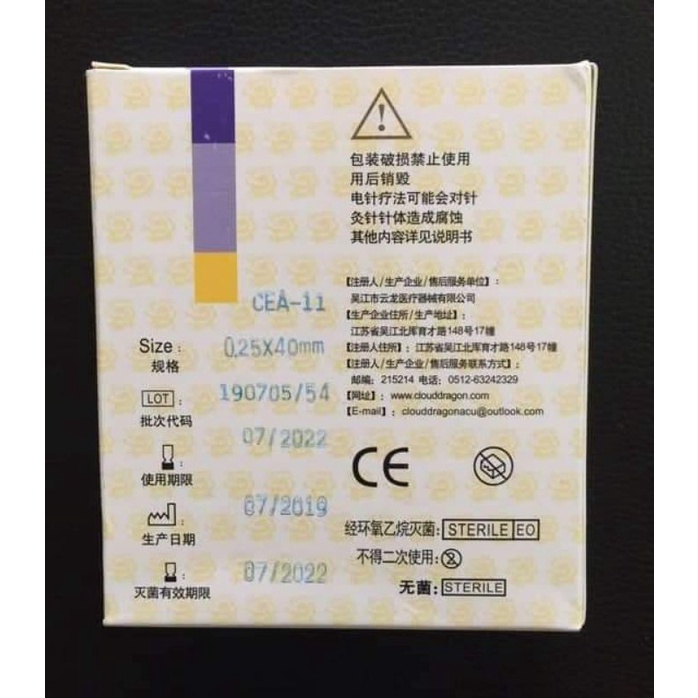 包装破损禁止使用
用后销毁
电针疗法可能会对针
灸针针体造成腐蚀
其他内容详见说明书
CEA-11
Size: 0.25X40mm
规格
LOT: 190705/54
批次代码
: 07/2022
使用期限
: 07/2019
生产日期
: 07/2022
灭菌有效期限
【注册人/生产企业/售后服务单位】:
吴江市云龙医疗器械有限公司
【生产企业住所/生产地址】:
江苏省吴江北厍育才路148号17幢
【注册人住所】: 江苏省吴江北厍育才路148号17幢
【注册人/生产企业/售后服务联系方式】:
邮编: 215214 电话: 0512-63242329
【网址】: www.clouddragon.com
【E-mail】: clouddragonacu@outlook.com
CE
经环氧乙烷灭菌: STERILE EO
不得二次使用: 2
无菌: STERILE